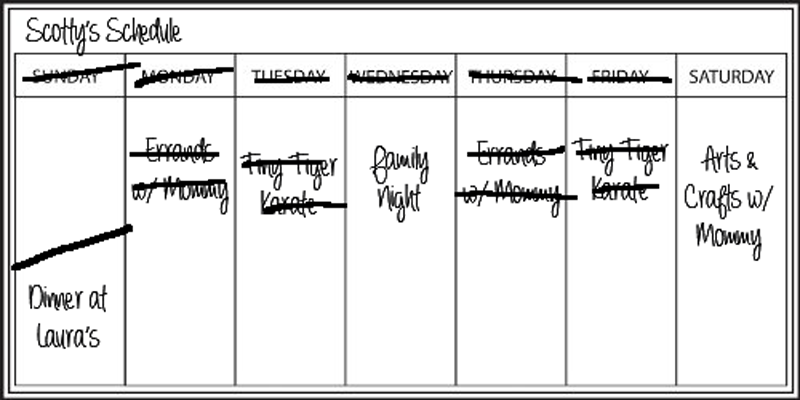 Scotty's Schedule
SUNDAY MONDAY TUESDAY WEDNESDAY THURSDAY FRIDAY SATURDAY
Errands
w/ Mommy
Tiny Tiger
Karate
Family
Night
Errands
w/ Mommy
Tiny Tiger
Karate
Arts &
Crafts w/
Mommy
Dinner at
Laura's